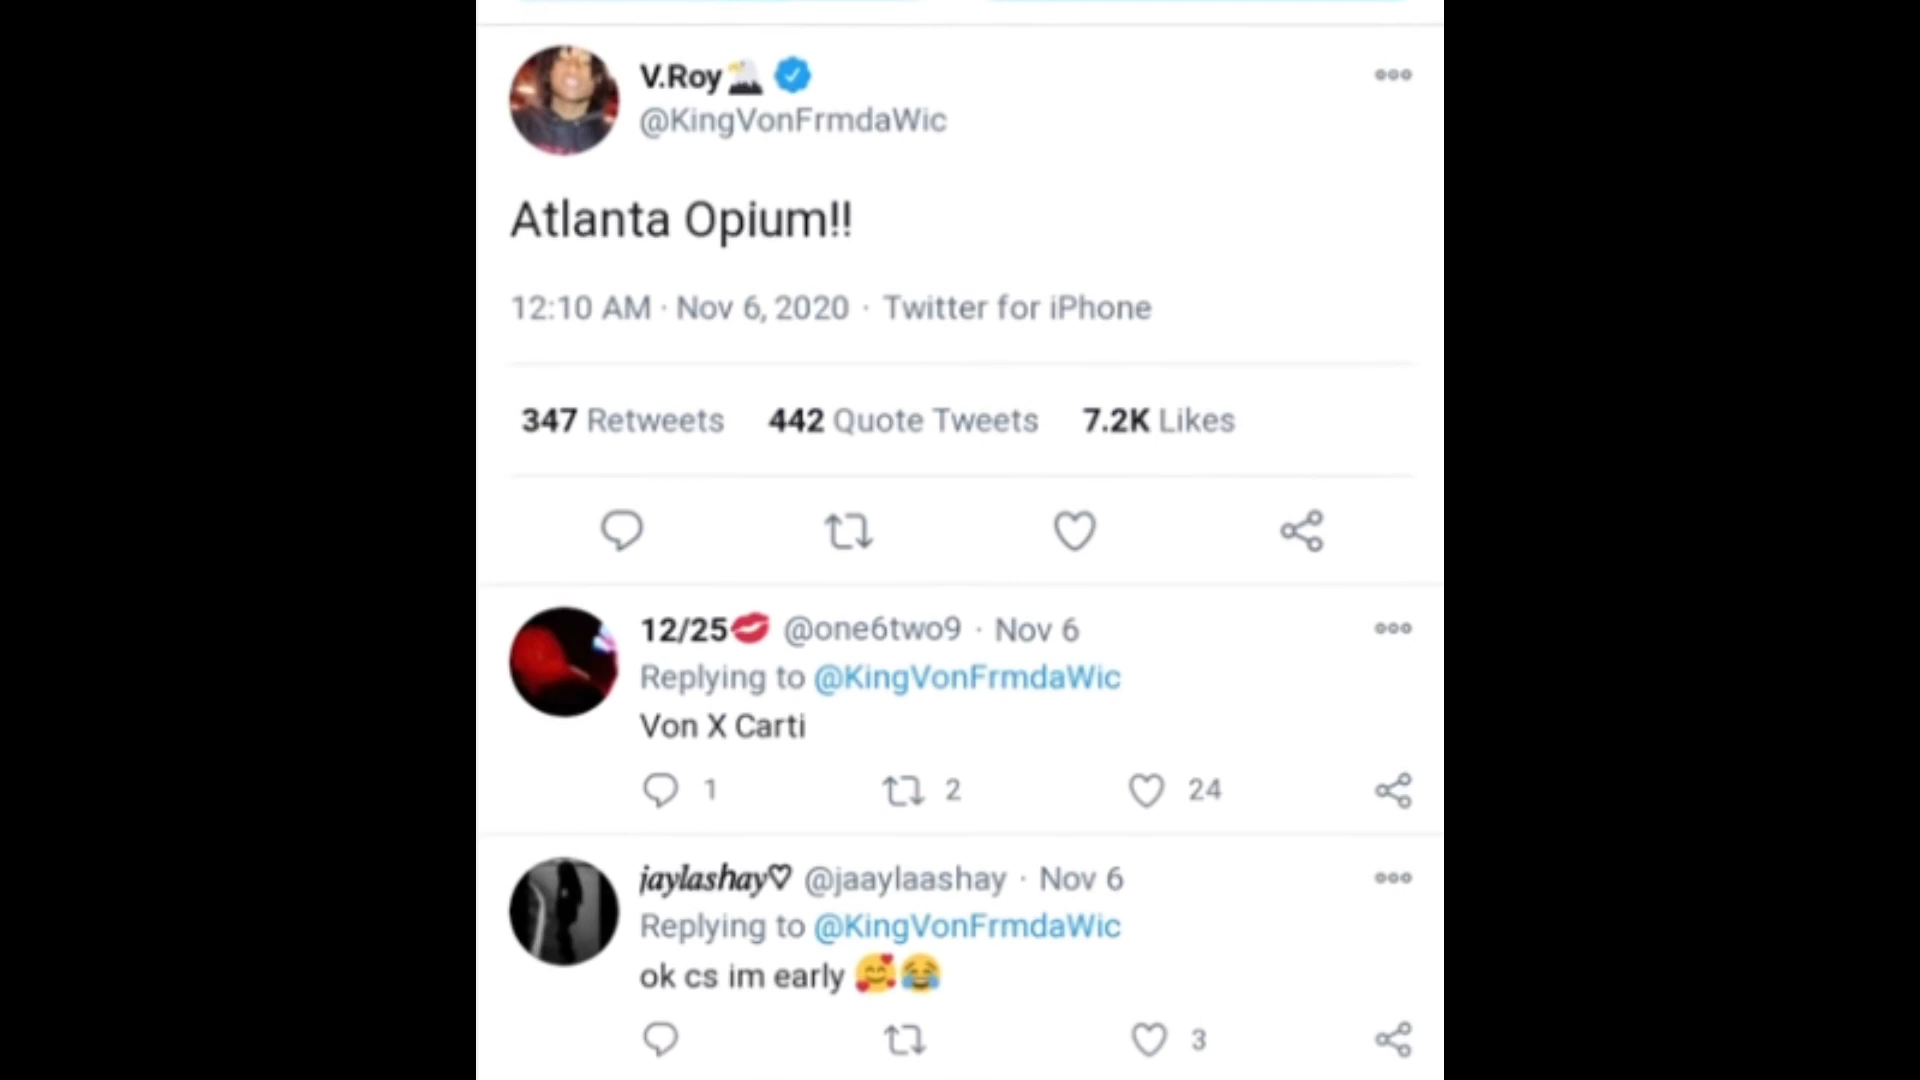 V.Roy
@KingVonFrmdaWic
Atlanta Opium!!
12:10 AM · Nov 6, 2020 · Twitter for iPhone
347 Retweets 442 Quote Tweets 7.2K Likes
12/25💋 @one6two9 · Nov 6
Replying to @KingVonFrmdaWic
Von X Carti
1 2 24
jaylashay♡ @jaaylaashay · Nov 6
Replying to @KingVonFrmdaWic
ok cs im early 🥰😂
3